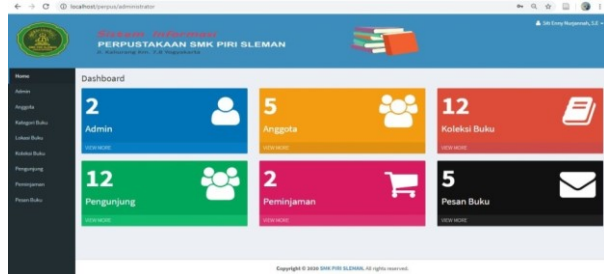 localhost/perpus/administrator
Siti Enny Nurjannah, S.E
Sistem Informasi
PERPUSTAKAAN SMK PIRI SLEMAN
Home
Admin
Anggota
Kategori Buku
Lokasi Buku
Koleksi Buku
Pengunjung
Peminjaman
Pesan Buku
Dashboard
2
Admin
VIEW MORE
5
Anggota
VIEW MORE
12
Koleksi Buku
VIEW MORE
12
Pengunjung
VIEW MORE
2
Peminjaman
VIEW MORE
5
Pesan Buku
VIEW MORE
Copyright © 2020 SMK PIRI SLEMAN. All rights reserved.